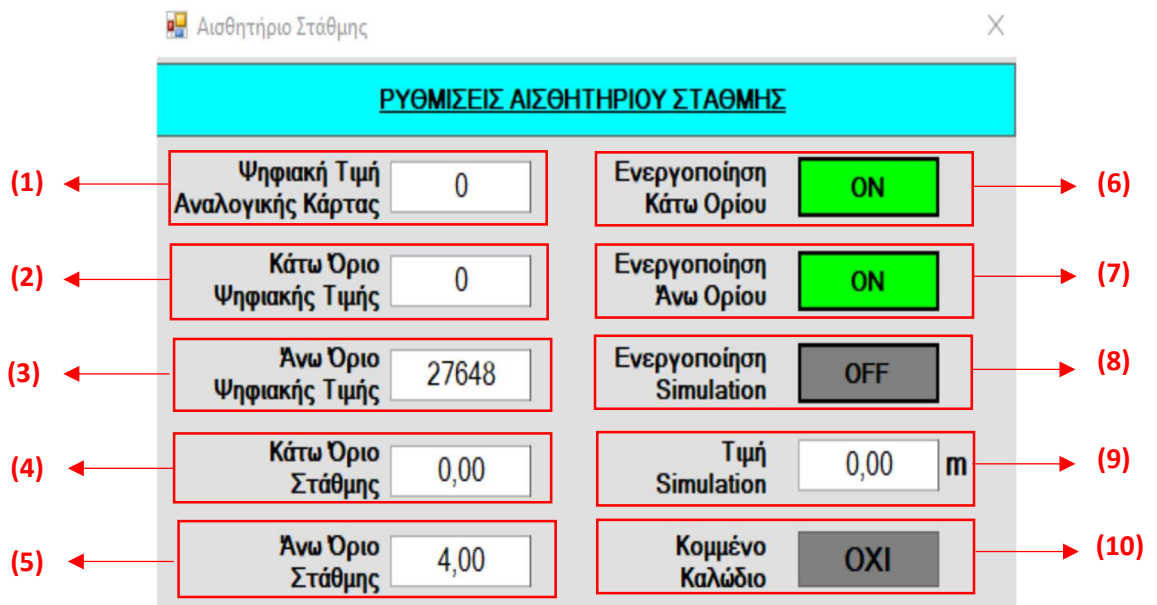 Αισθητήριο Στάθμης
ΡΥΘΜΙΣΕΙΣ ΑΙΣΘΗΤΗΡΙΟΥ ΣΤΑΘΜΗΣ
(1)
Ψηφιακή Τιμή
Αναλογικής Κάρτας
0
Ενεργοποίηση
Κάτω Ορίου
ON
(6)
(2)
Κάτω Όριο
Ψηφιακής Τιμής
0
Ενεργοποίηση
Άνω Ορίου
ON
(7)
(3)
Άνω Όριο
Ψηφιακής Τιμής
27648
Ενεργοποίηση
Simulation
OFF
(8)
(4)
Κάτω Όριο
Στάθμης
0,00
Τιμή
Simulation
0,00 m
(9)
(5)
Άνω Όριο
Στάθμης
4,00
Κομμένο
Καλώδιο
ΟΧΙ
(10)